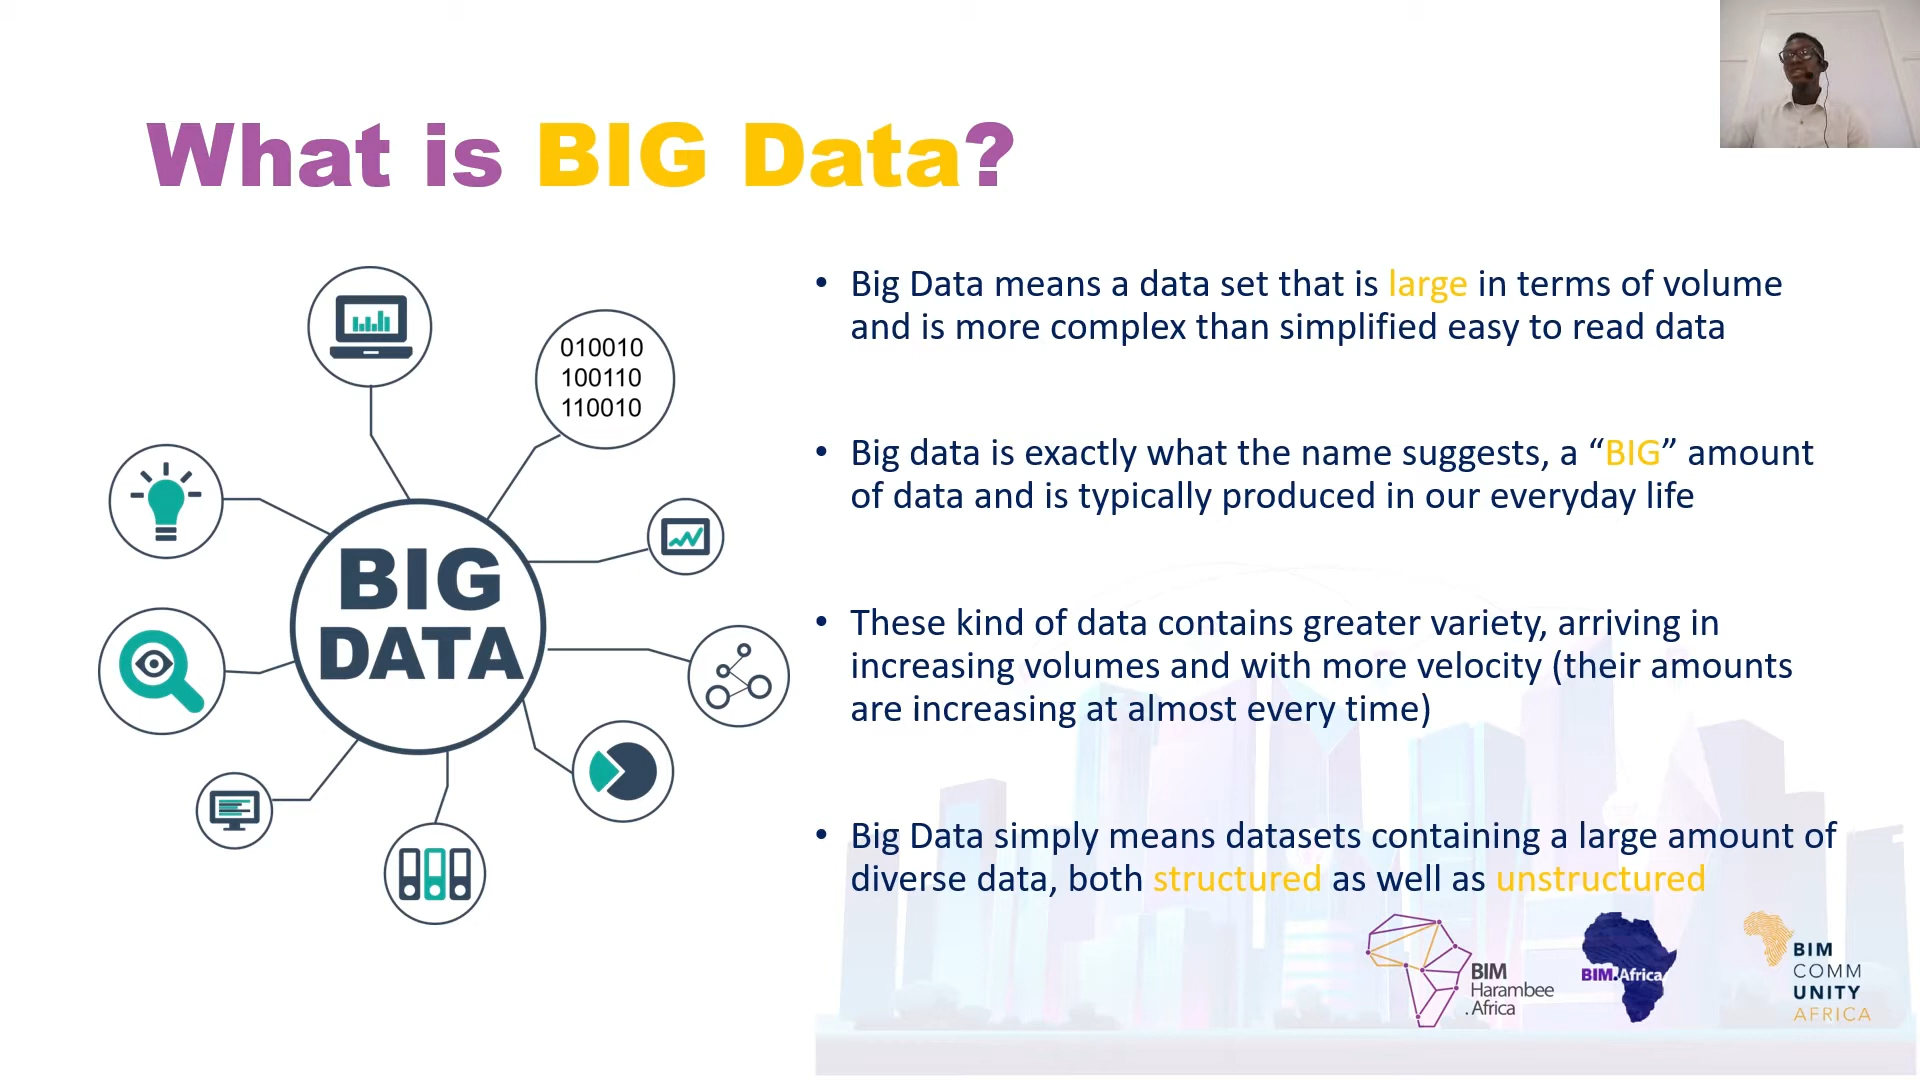 What is BIG Data?
010010
100110
110010
BIG
DATA
• Big Data means a data set that is large in terms of volume
and is more complex than simplified easy to read data
• Big data is exactly what the name suggests, a “BIG” amount
of data and is typically produced in our everyday life
• These kind of data contains greater variety, arriving in
increasing volumes and with more velocity (their amounts
are increasing at almost every time)
• Big Data simply means datasets containing a large amount of
diverse data, both structured as well as unstructured
BIM
Harambee
.Africa
BIM.Africa
BIM
COMM
UNITY
AFRICA